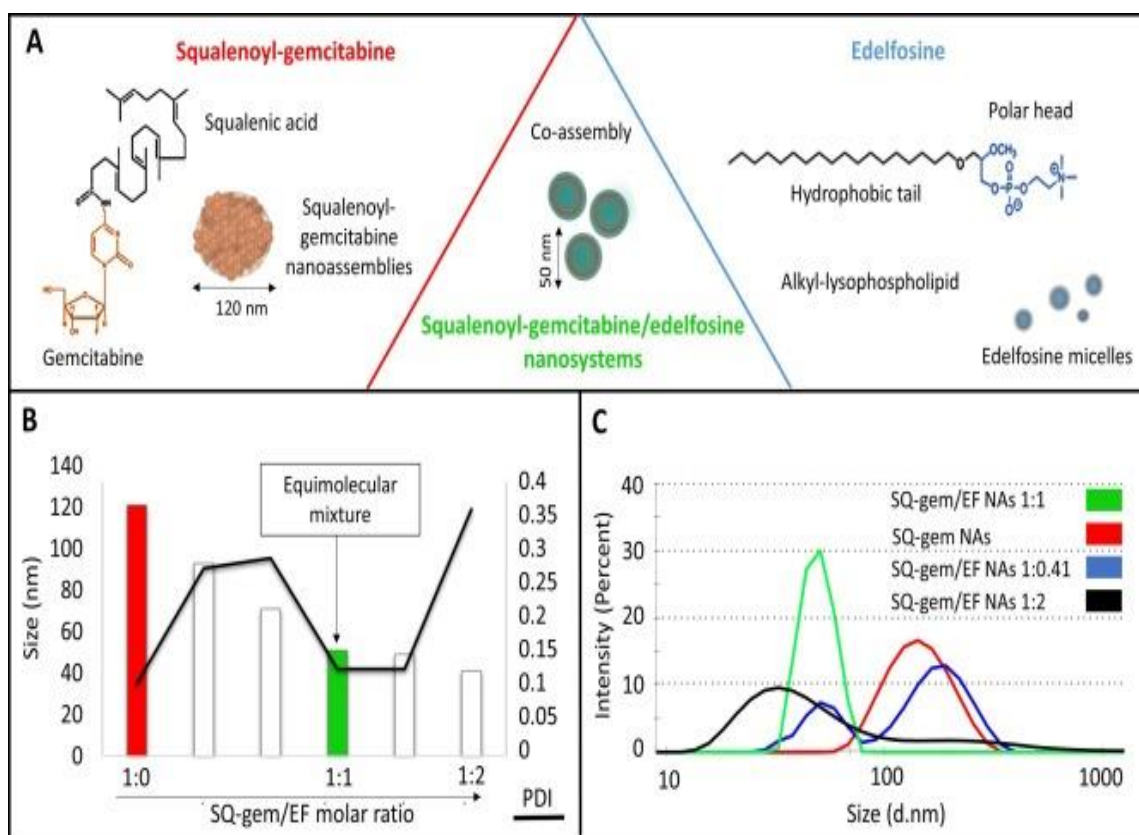 A
Squalenoyl-gemcitabine
Squalenic acid
NH
O
N
N
O
HO
O
F
OH
F
Squalenoyl-
gemcitabine
nanoassemblies
120 nm
Gemcitabine
Co-assembly
50 nm
Squalenoyl-gemcitabine/edelfosine
nanosystems
Edelfosine
Polar head
O
OCH3
O
P
O
N
O
Hydrophobic tail
Alkyl-lysophospholipid
Edelfosine micelles
B
140
120
100
80
60
40
20
0
Size (nm)
Equimolecular
mixture
0.4
0.35
0.3
0.25
0.2
0.15
0.1
0.05
0
1:0
1:1
1:2
SQ-gem/EF molar ratio
PDI
C
40
30
20
10
0
Intensity (Percent)
SQ-gem/EF NAs 1:1
SQ-gem NAs
SQ-gem/EF NAs 1:0.41
SQ-gem/EF NAs 1:2
10
100
1000
Size (d.nm)